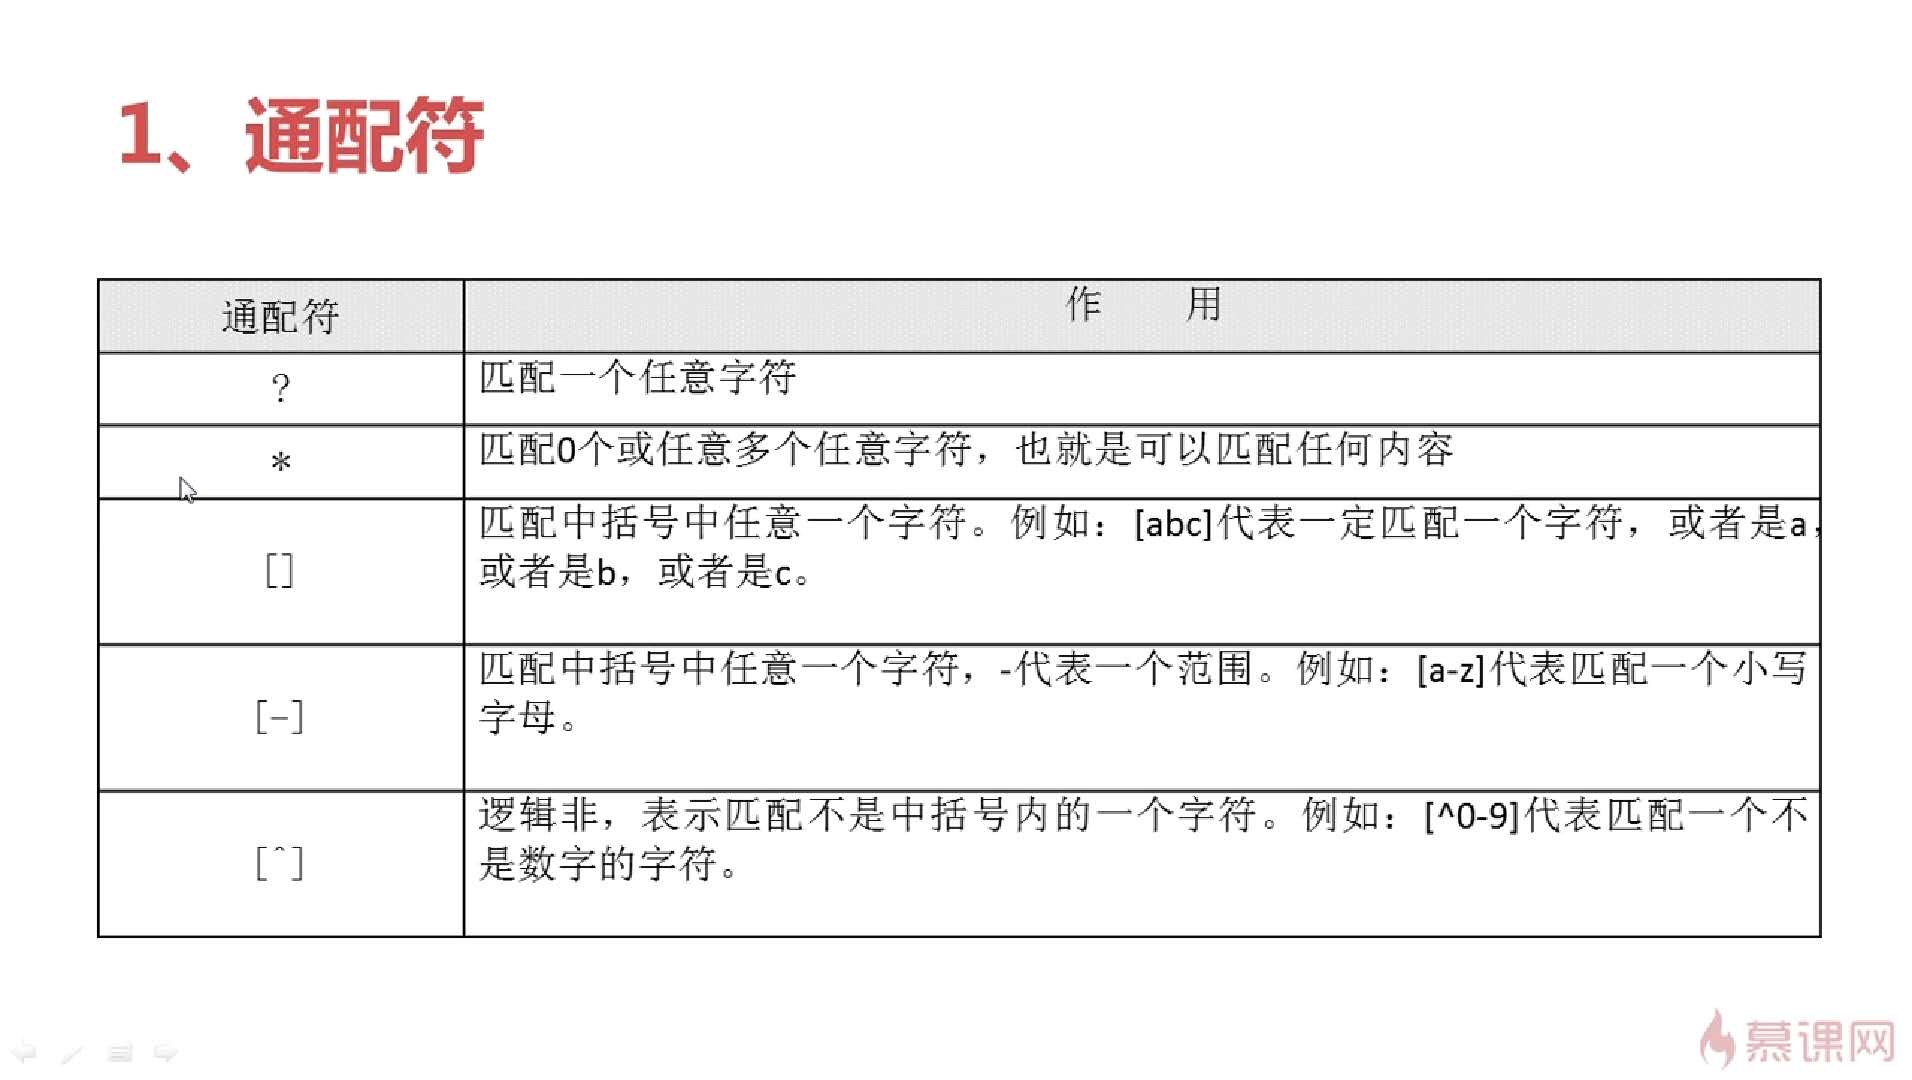 1、通配符
通配符
作 用
?
匹配一个任意字符
*
匹配0个或任意多个任意字符，也就是可以匹配任何内容
[]
匹配中括号中任意一个字符。例如：[abc]代表一定匹配一个字符，或者是a，
或者是b，或者是c。
[-]
匹配中括号中任意一个字符，-代表一个范围。例如：[a-z]代表匹配一个小写
字母。
[^]
逻辑非，表示匹配不是中括号内的一个字符。例如：[^0-9]代表匹配一个不
是数字的字符。
慕课网